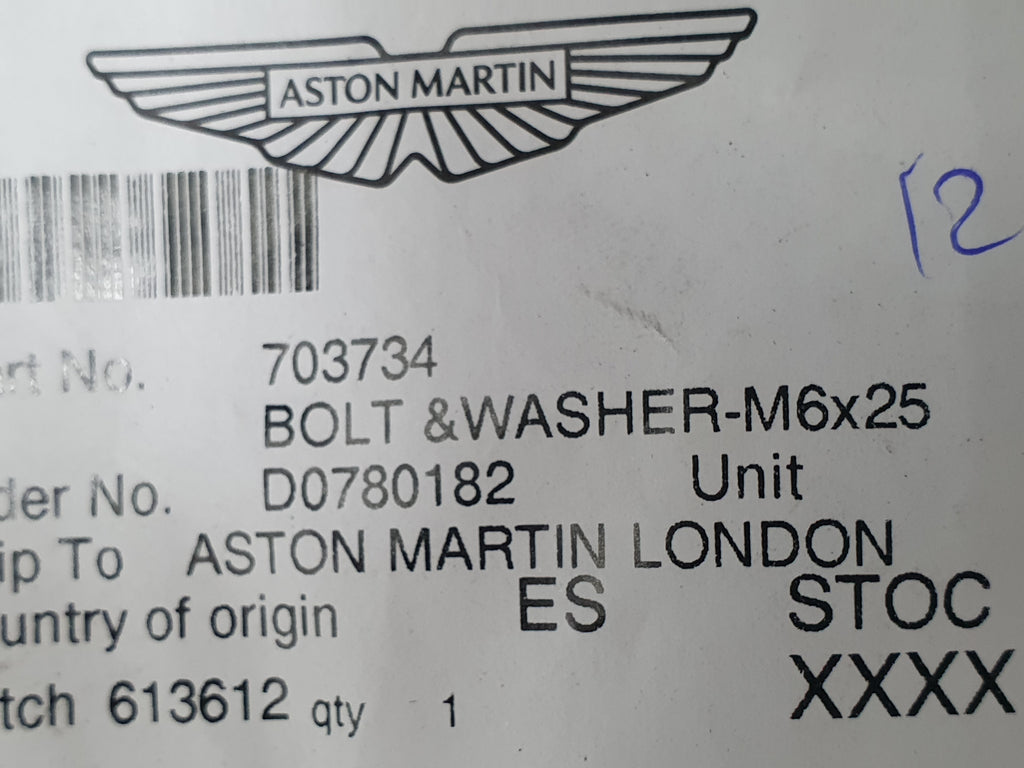 ASTON MARTIN
12
rt No. 703734
BOLT &WASHER-M6x25
der No. D0780182 Unit
ip To ASTON MARTIN LONDON
untry of origin ES STOC
tch 613612 qty 1 XXXX